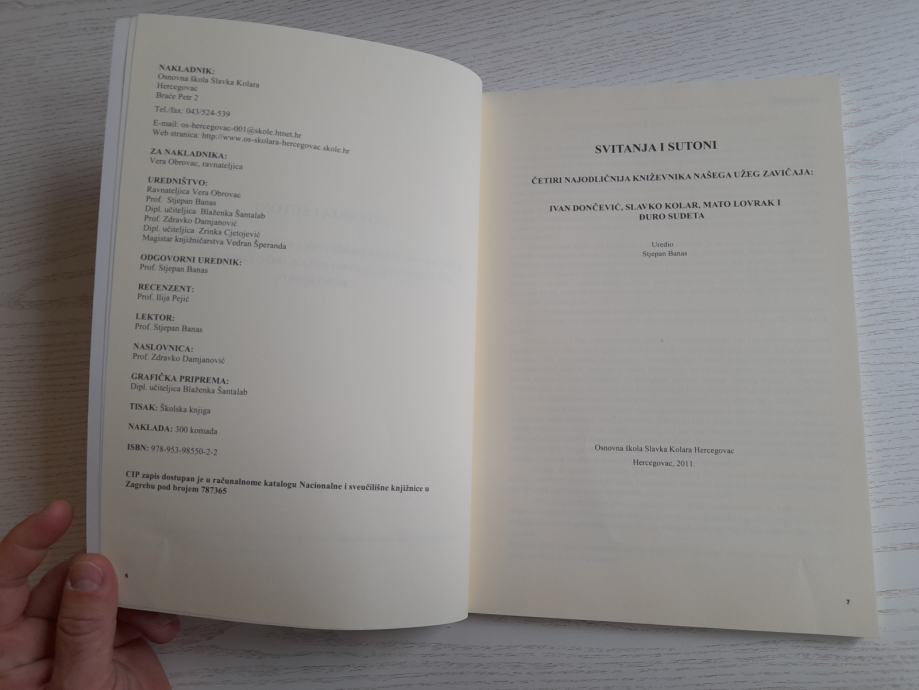 NAKLADNIK:
Osnovna škola Slavka Kolara
Hercegovac
Braće Petr 2
Tel./fax: 043/524-539
E-mail: os-hercegovac-001@skole.htnet.hr
Web stranica: http://www.os-skolara-hercegovac.skole.hr
ZA NAKLADNIKA:
Vera Obrovac, ravnateljica
UREDNIŠTVO:
Ravnateljica Vera Obrovac
Prof. Stjepan Banas
Dipl. učiteljica Blaženka Šantalab
Prof. Zdravko Damjanović
Dipl. učiteljica Zrinka Cjetojević
Magistar knjižničarstva Vedran Šperanda
ODGOVORNI UREDNIK:
Prof. Stjepan Banas
RECENZENT:
Prof. Ilija Pejić
LEKTOR:
Prof. Stjepan Banas
NASLOVNICA:
Prof. Zdravko Damjanović
GRAFIČKA PRIPREMA:
Dipl. učiteljica Blaženka Šantalab
TISAK: Školska knjiga
NAKLADA: 300 komada
ISBN: 978-953-98550-2-2
CIP zapis dostupan je u računalnome katalogu Nacionalne i sveučilišne knjižnice u
Zagrebu pod brojem 787365
6
SVITANJA I SUTONI
ČETIRI NAJODLIČNIJA KNJIŽEVNIKA NAŠEGA UŽEG ZAVIČAJA:
IVAN DONČEVIĆ, SLAVKO KOLAR, MATO LOVRAK I
ĐURO SUDETA
Uredio
Stjepan Banas
Osnovna škola Slavka Kolara Hercegovac
Hercegovac, 2011.
7